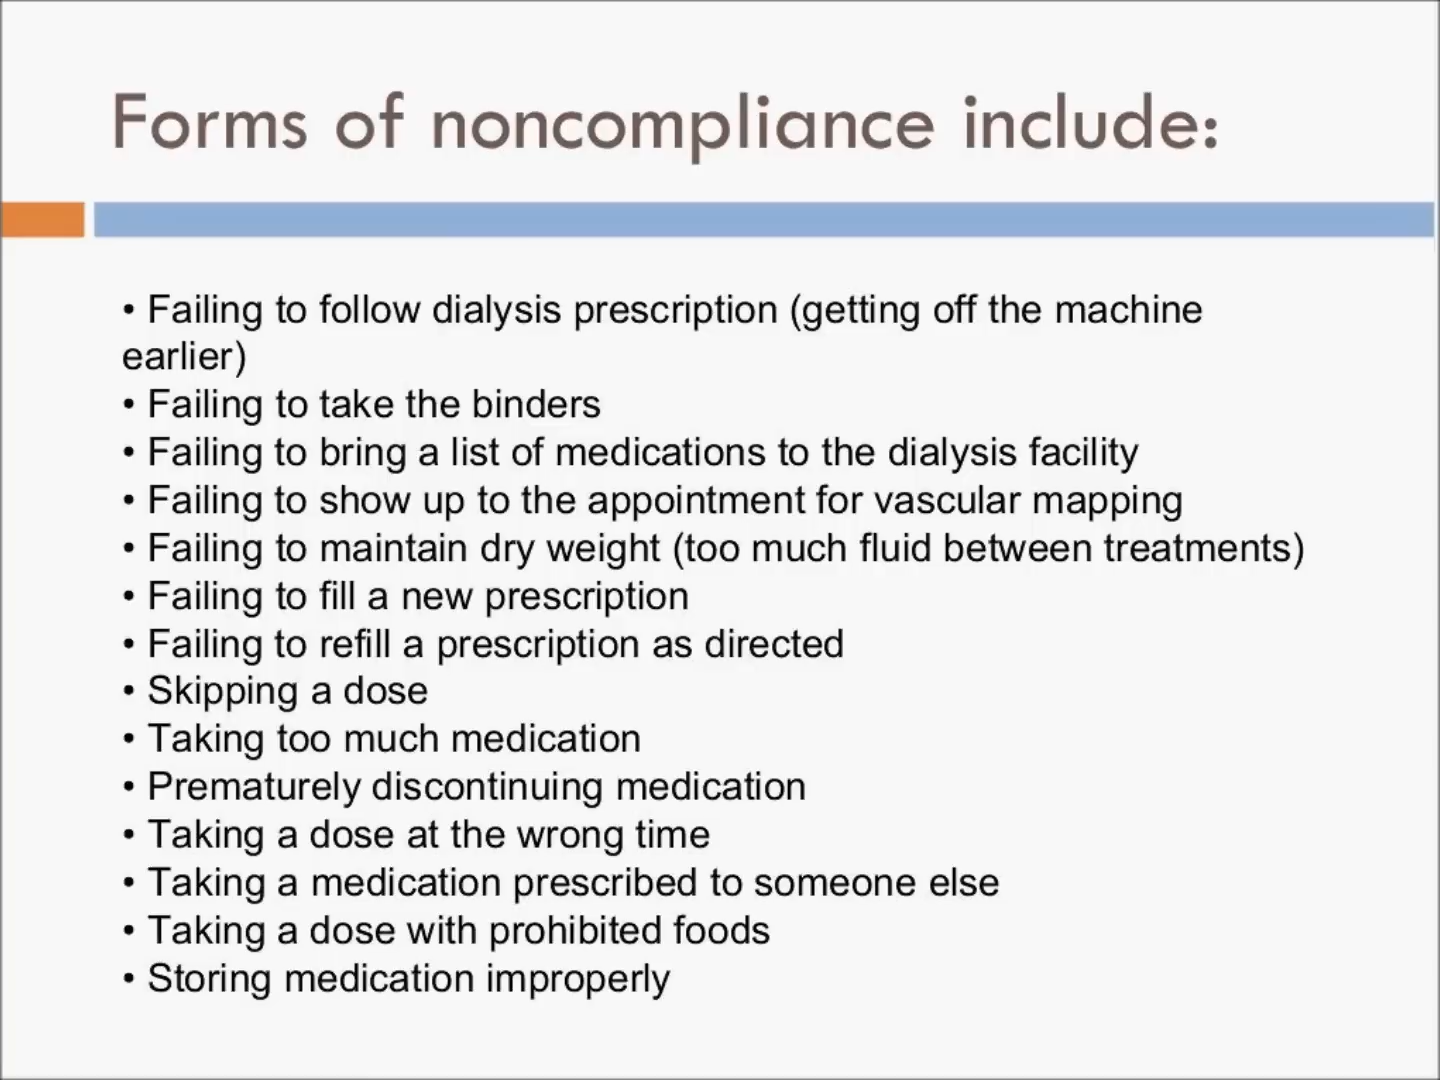 Forms of noncompliance include:
• Failing to follow dialysis prescription (getting off the machine
earlier)
• Failing to take the binders
• Failing to bring a list of medications to the dialysis facility
• Failing to show up to the appointment for vascular mapping
• Failing to maintain dry weight (too much fluid between treatments)
• Failing to fill a new prescription
• Failing to refill a prescription as directed
• Skipping a dose
• Taking too much medication
• Prematurely discontinuing medication
• Taking a dose at the wrong time
• Taking a medication prescribed to someone else
• Taking a dose with prohibited foods
• Storing medication improperly